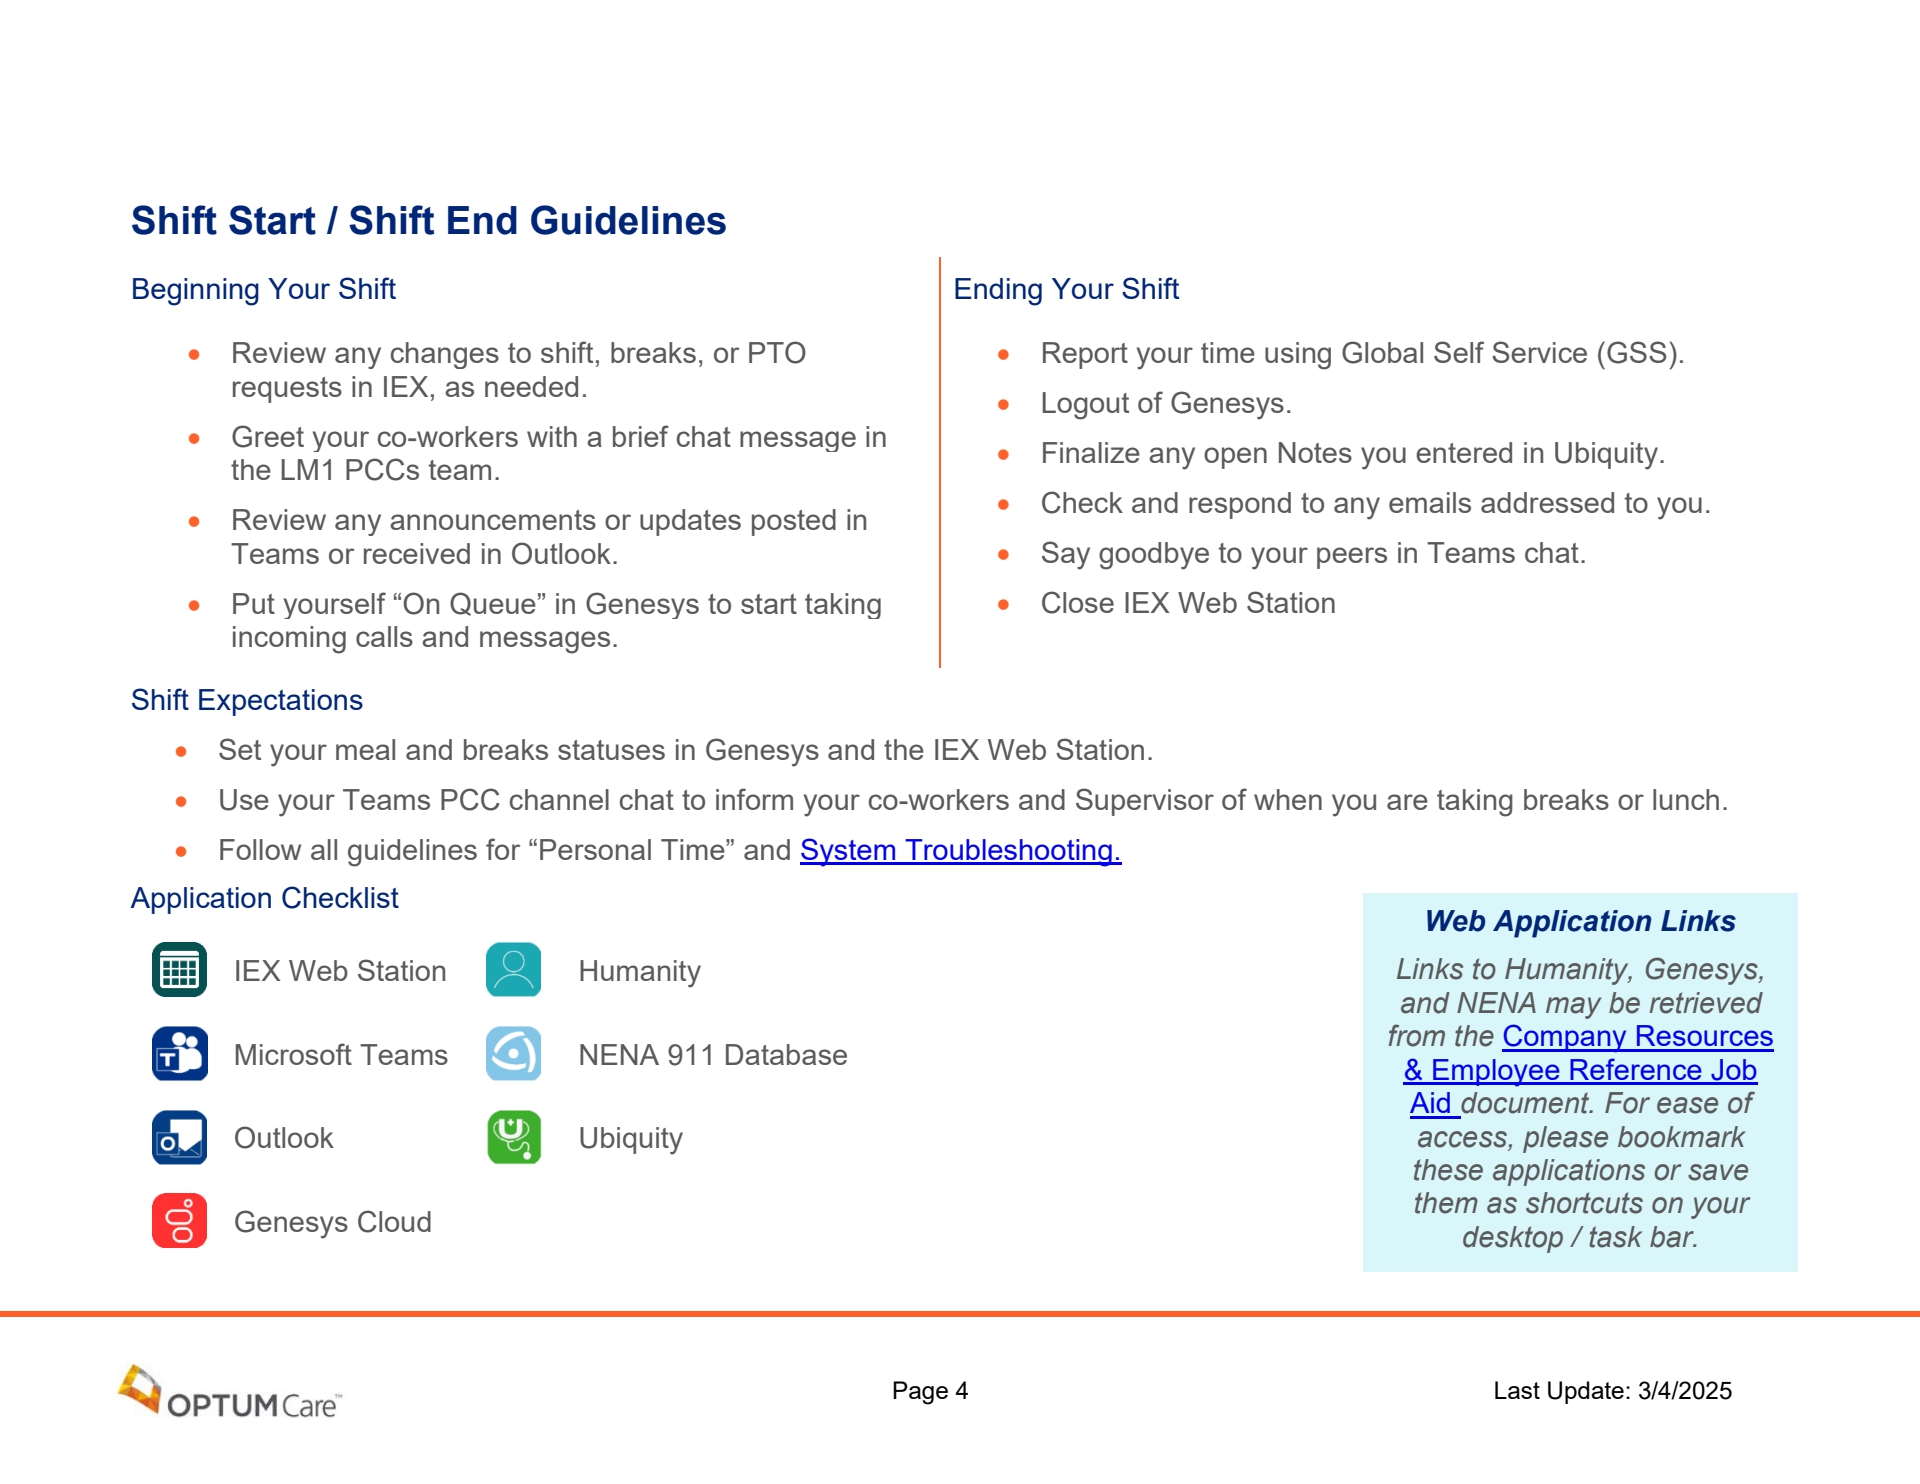 Shift Start / Shift End Guidelines
Beginning Your Shift
Review any changes to shift, breaks, or PTO
requests in IEX, as needed.
Greet your co-workers with a brief chat message in
the LM1 PCCs team.
Review any announcements or updates posted in
Teams or received in Outlook.
Put yourself “On Queue” in Genesys to start taking
incoming calls and messages.
Ending Your Shift
Report your time using Global Self Service (GSS).
Logout of Genesys.
Finalize any open Notes you entered in Ubiquity.
Check and respond to any emails addressed to you.
Say goodbye to your peers in Teams chat.
Close IEX Web Station
Shift Expectations
Set your meal and breaks statuses in Genesys and the IEX Web Station.
Use your Teams PCC channel chat to inform your co-workers and Supervisor of when you are taking breaks or lunch.
Follow all guidelines for “Personal Time” and System Troubleshooting.
Application Checklist
IEX Web Station
Humanity
Microsoft Teams
NENA 911 Database
Outlook
Ubiquity
Genesys Cloud
Web Application Links
Links to Humanity, Genesys,
and NENA may be retrieved
from the Company Resources
& Employee Reference Job
Aid document. For ease of
access, please bookmark
these applications or save
them as shortcuts on your
desktop / task bar.
OPTUMCare™
Page 4
Last Update: 3/4/2025